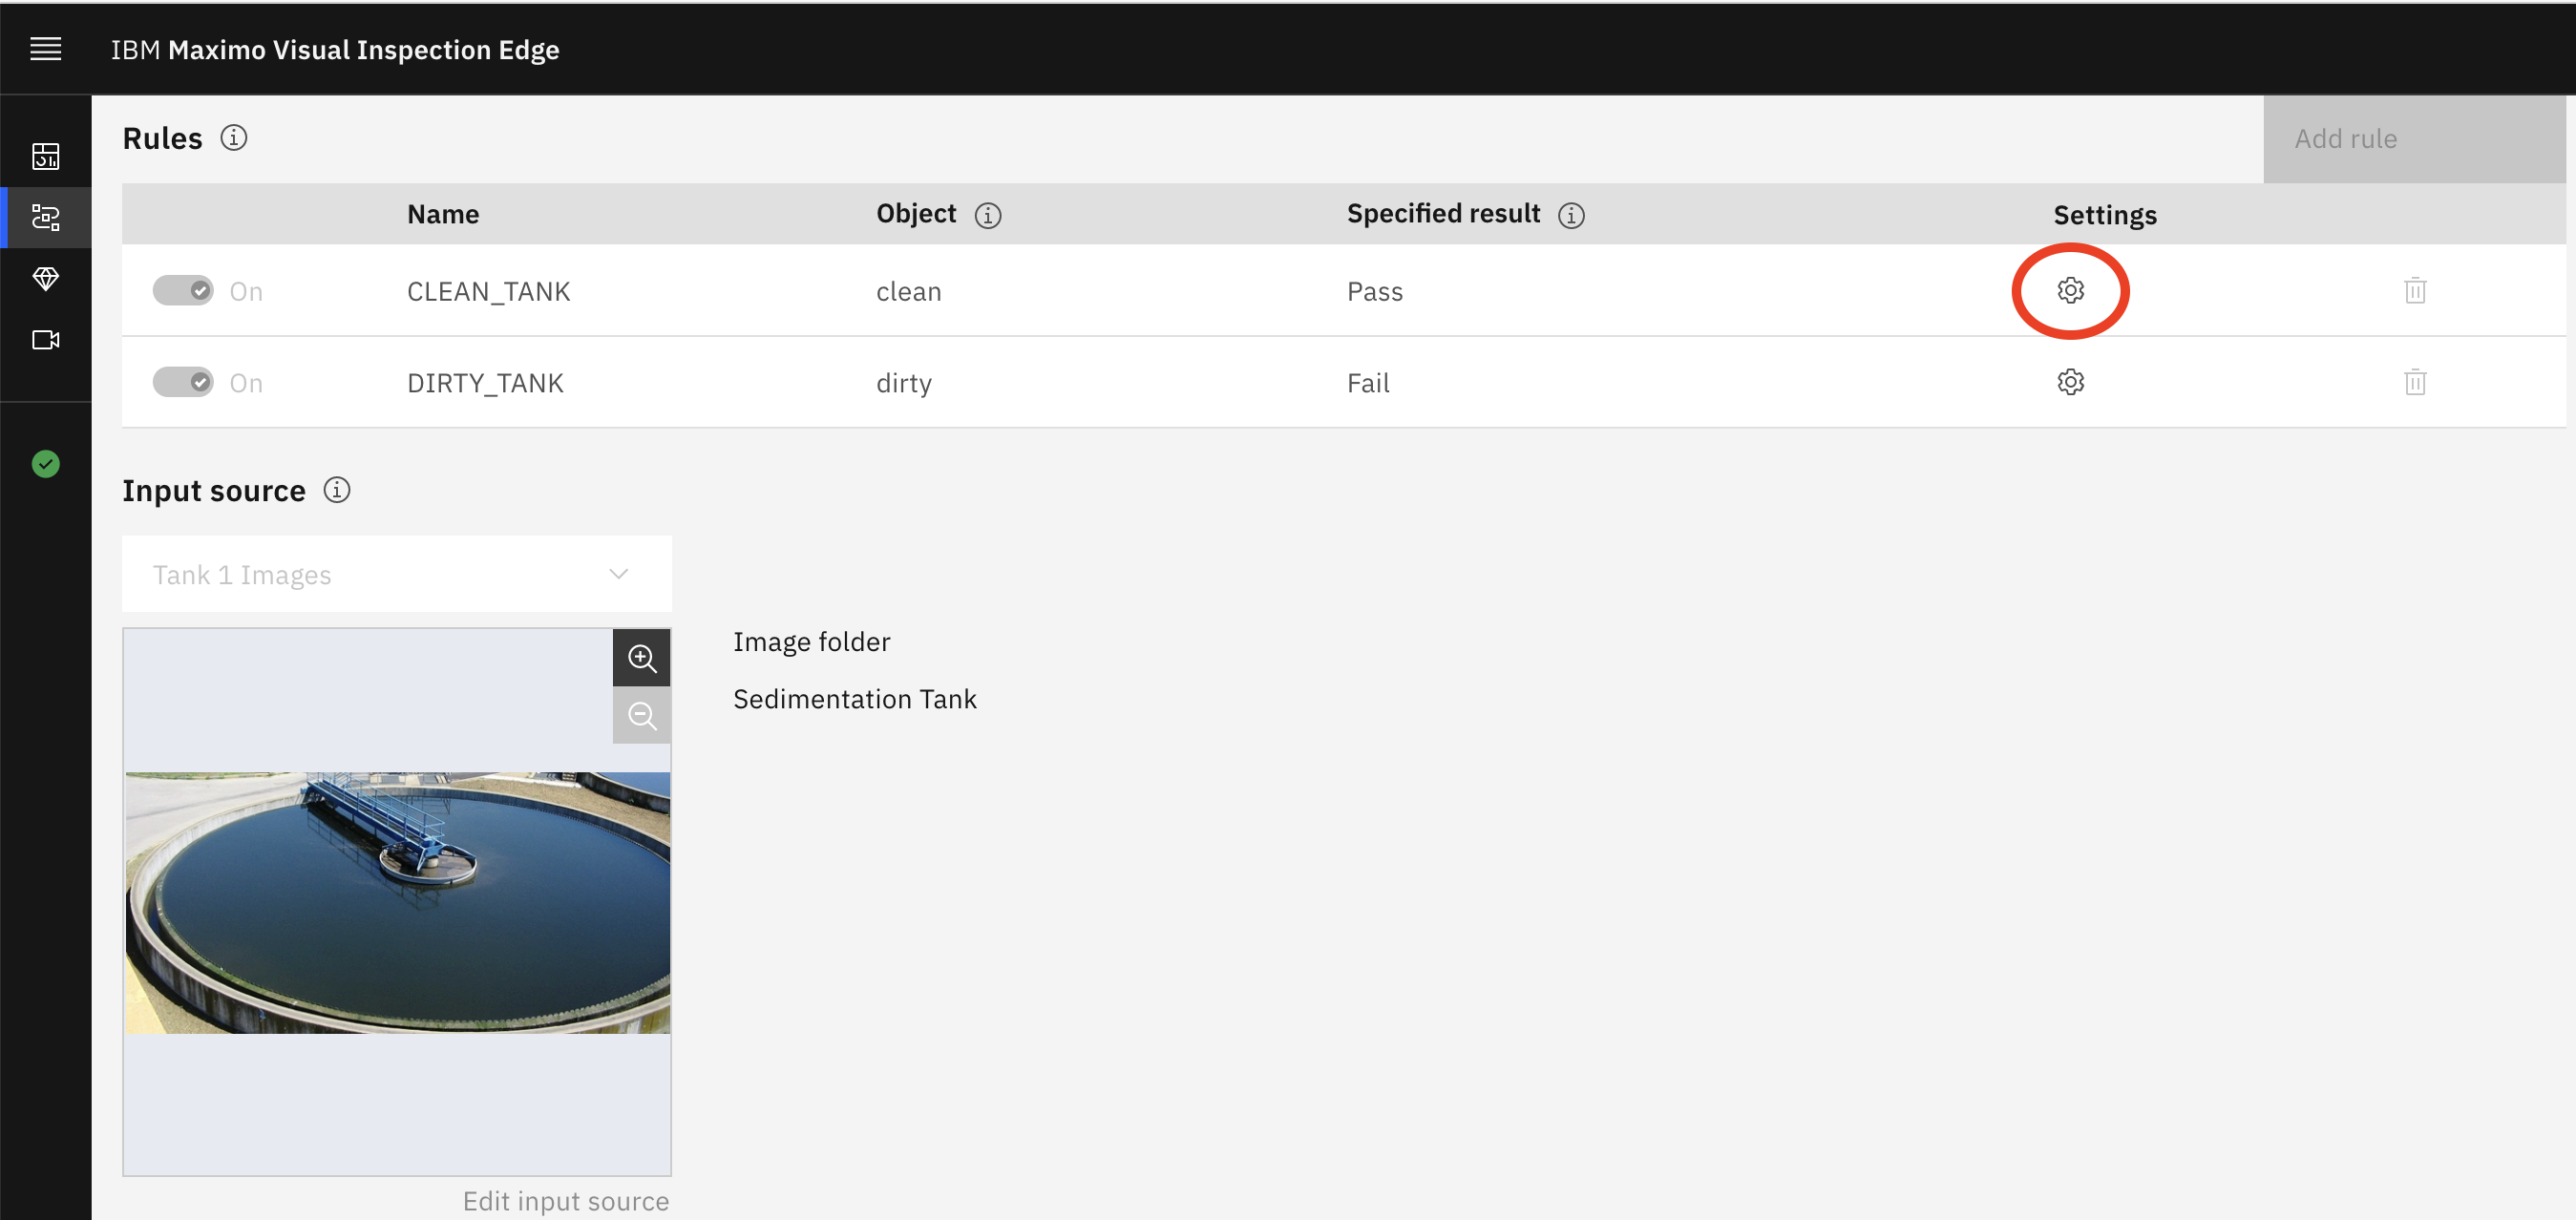 IBM Maximo Visual Inspection Edge
Rules
Add rule
Name Object Specified result Settings
On CLEAN_TANK clean Pass
On DIRTY_TANK dirty Fail
Input source
Tank 1 Images
Image folder
Sedimentation Tank
Edit input source